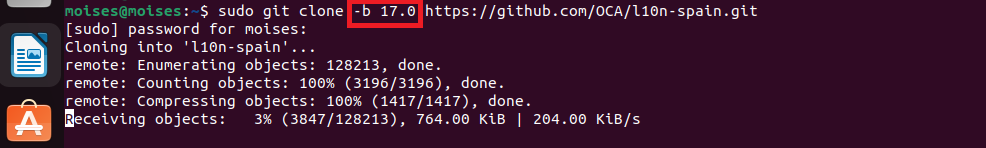 moises@moises:~$ sudo git clone -b 17.0 https://github.com/OCA/l10n-spain.git
[sudo] password for moises:
Cloning into 'l10n-spain'...
remote: Enumerating objects: 128213, done.
remote: Counting objects: 100% (3196/3196), done.
remote: Compressing objects: 100% (1417/1417), done.
Receiving objects:   3% (3847/128213), 764.00 KiB | 204.00 KiB/s